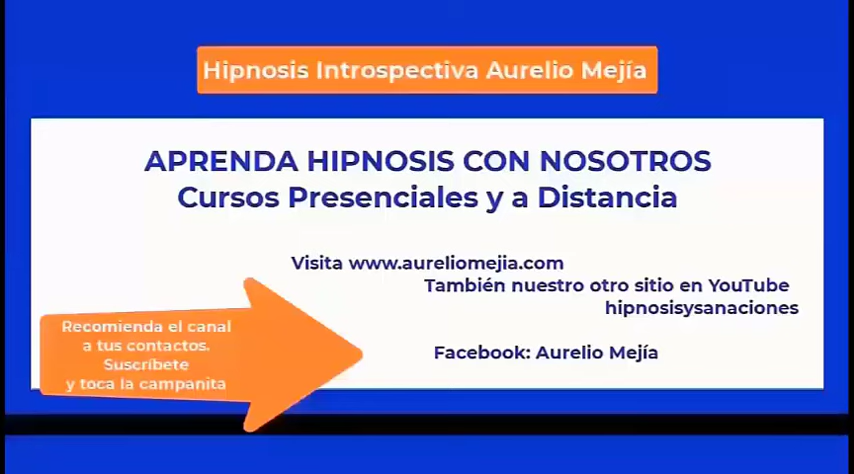 Hipnosis Introspectiva Aurelio Mejía
APRENDA HIPNOSIS CON NOSOTROS
Cursos Presenciales y a Distancia
Visita www.aureliomejia.com
También nuestro otro sitio en YouTube
hipnosisysanaciones
Facebook: Aurelio Mejía
Recomienda el canal
a tus contactos.
Suscríbete
y toca la campanita